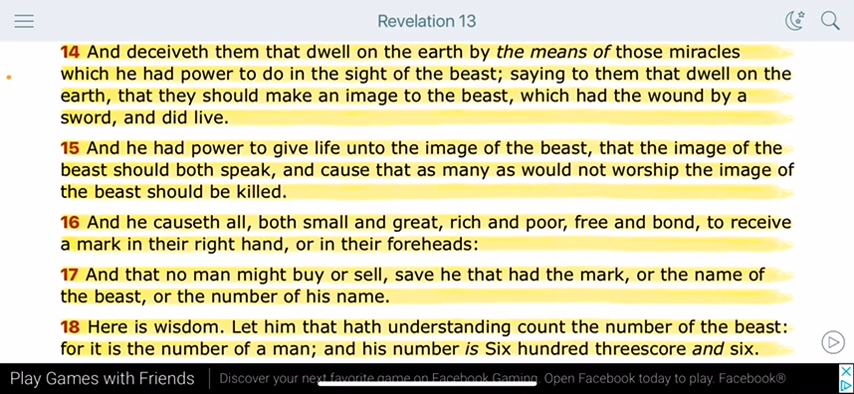 Revelation 13
14 And deceiveth them that dwell on the earth by the means of those miracles
which he had power to do in the sight of the beast; saying to them that dwell on the
earth, that they should make an image to the beast, which had the wound by a
sword, and did live.
15 And he had power to give life unto the image of the beast, that the image of the
beast should both speak, and cause that as many as would not worship the image of
the beast should be killed.
16 And he causeth all, both small and great, rich and poor, free and bond, to receive
a mark in their right hand, or in their foreheads:
17 And that no man might buy or sell, save he that had the mark, or the name of
the beast, or the number of his name.
18 Here is wisdom. Let him that hath understanding count the number of the beast:
for it is the number of a man; and his number is Six hundred threescore and six.
Play Games with Friends Discover your next favorite game on Facebook Gaming. Open Facebook today to play. Facebook®